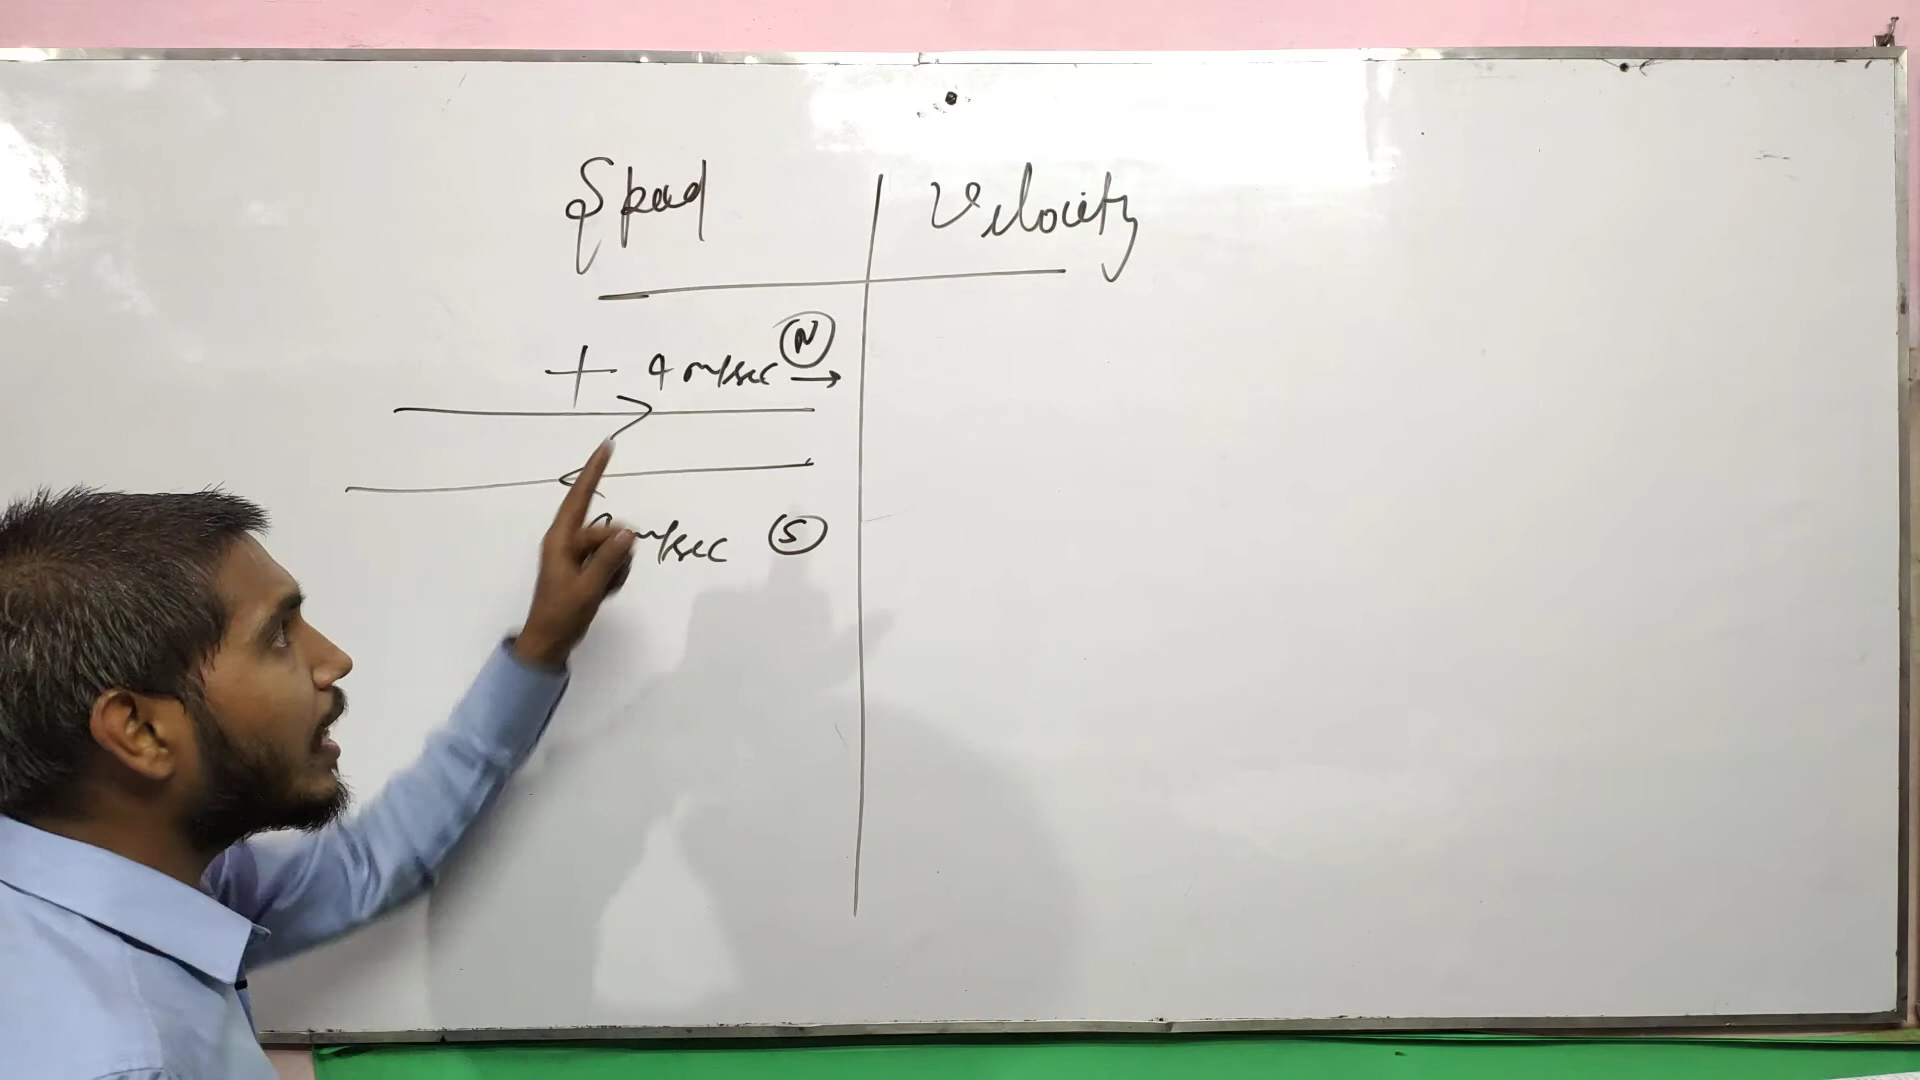 Speed Velocity
+ 4 m/sec N →
m/sec S